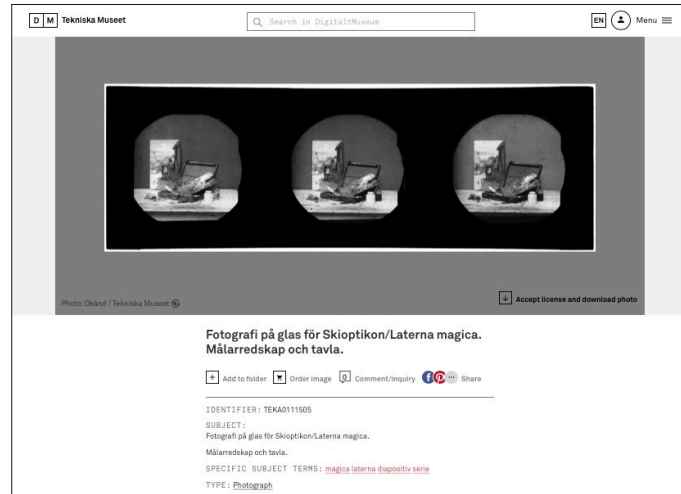 D M Tekniska Museet
Search in DigitaltMuseum
EN
Menu
Photo: Okänd / Tekniska Museet
Accept license and download photo
Fotografi på glas för Skioptikon/Laterna magica.
Målarredskap och tavla.
Add to folder Order image 0 Comment/Inquiry Share
IDENTIFIER: TEKA0111505
SUBJECT:
Fotografi på glas för Skioptikon/Laterna magica.
Målarredskap och tavla.
SPECIFIC SUBJECT TERMS: magica laterna diapositiv serie
TYPE: Photograph